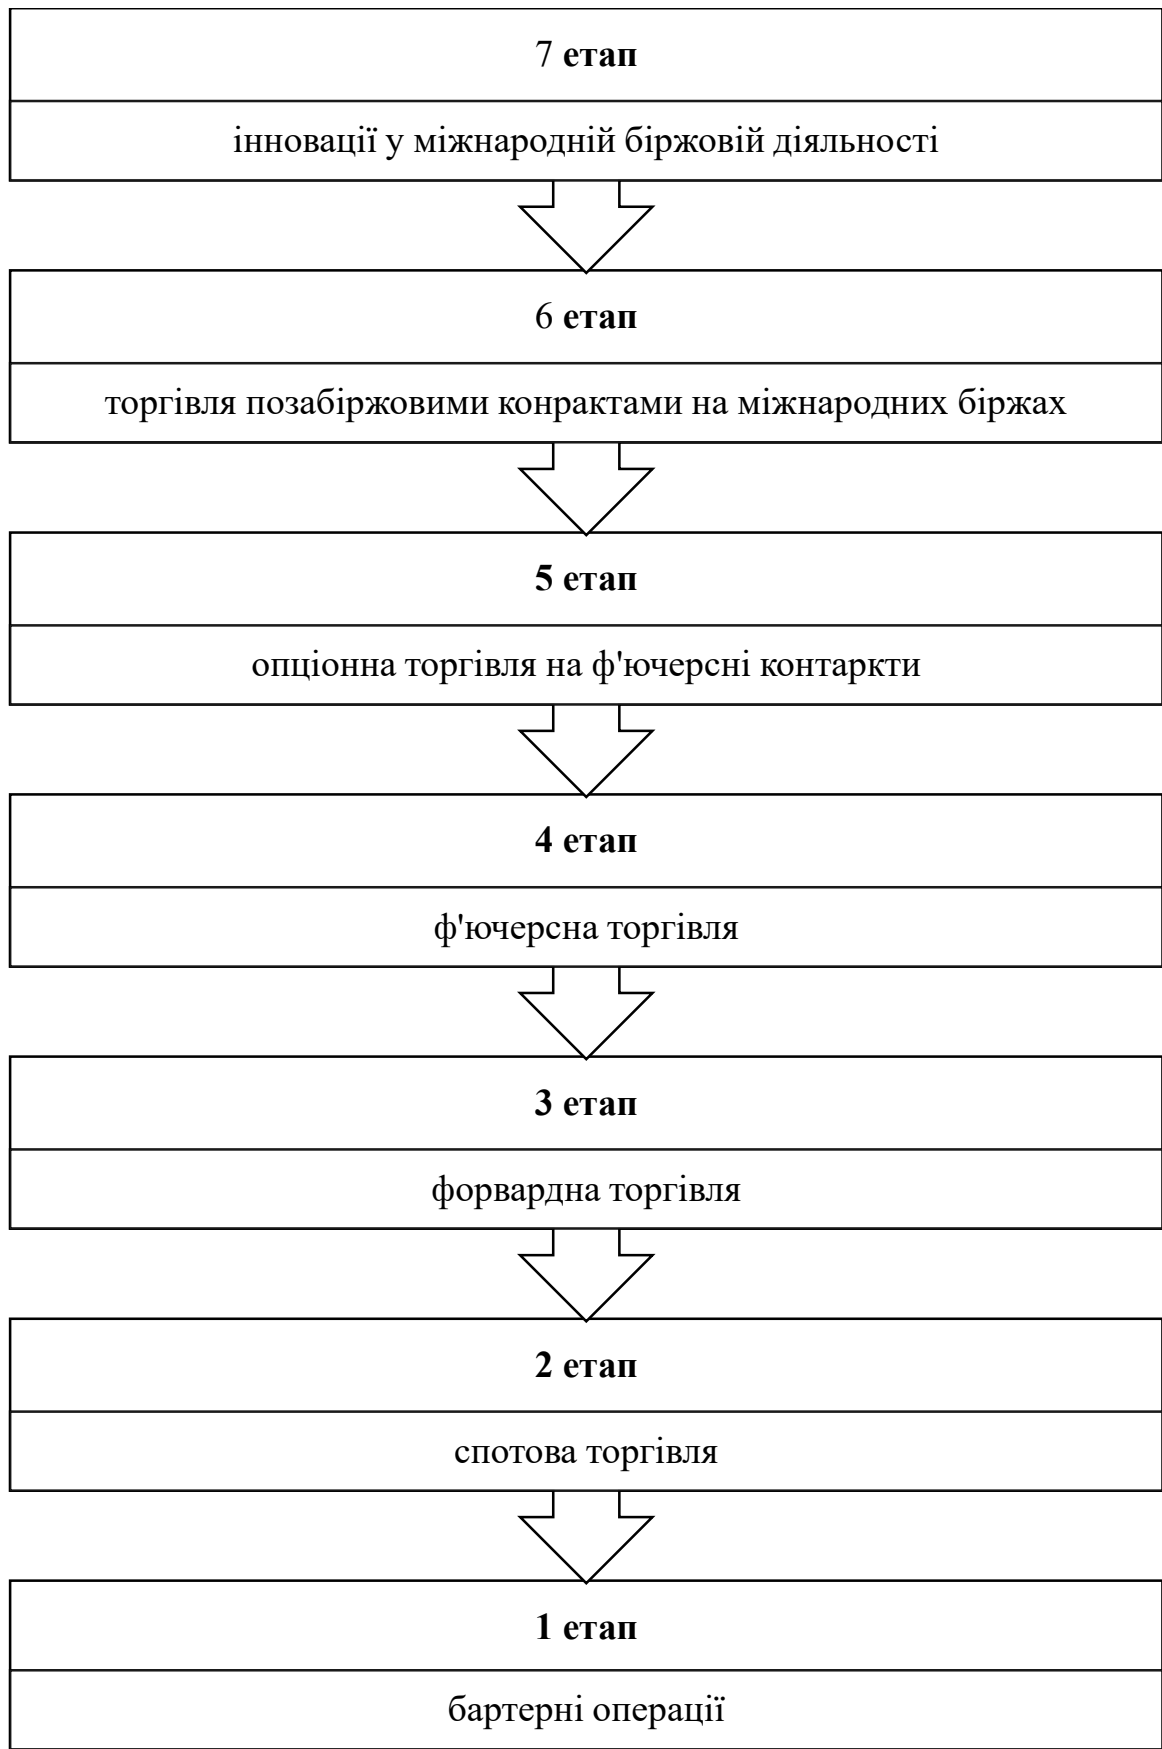 7 етап
інновації у міжнародній біржовій діяльності
6 етап
торгівля позабіржовими конрактами на міжнародних біржах
5 етап
опціонна торгівля на ф'ючерсні контаркти
4 етап
ф'ючерсна торгівля
3 етап
форвардна торгівля
2 етап
спотова торгівля
1 етап
бартерні операції